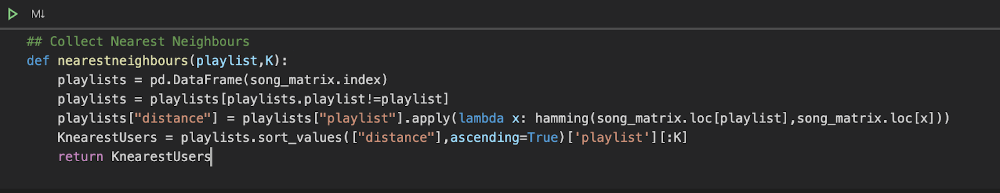 M↓
## Collect Nearest Neighbours
def nearestneighbours(playlist,K):
    playlists = pd.DataFrame(song_matrix.index)
    playlists = playlists[playlists.playlist!=playlist]
    playlists["distance"] = playlists["playlist"].apply(lambda x: hamming(song_matrix.loc[playlist],song_matrix.loc[x]))
    KnearestUsers = playlists.sort_values(["distance"],ascending=True)['playlist'][:K]
    return KnearestUsers